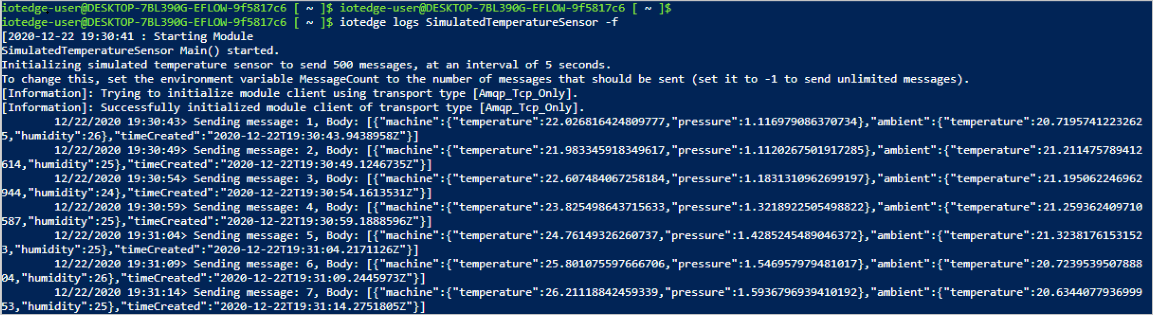 iotedge-user@DESKTOP-7BL390G-EFLOW-9f5817c6 [ ~ ]$ iotedge-user@DESKTOP-7BL390G-EFLOW-9f5817c6 [ ~ ]$
iotedge-user@DESKTOP-7BL390G-EFLOW-9f5817c6 [ ~ ]$ iotedge logs SimulatedTemperatureSensor -f
[2020-12-22 19:30:41 : Starting Module
SimulatedTemperatureSensor Main() started.
Initializing simulated temperature sensor to send 500 messages, at an interval of 5 seconds.
To change this, set the environment variable MessageCount to the number of messages that should be sent (set it to -1 to send unlimited messages).
[Information]: Trying to initialize module client using transport type [Amqp_Tcp_Only].
[Information]: Successfully initialized module client of transport type [Amqp_Tcp_Only].
12/22/2020 19:30:43> Sending message: 1, Body: [{"machine":{"temperature":22.026816424809777,"pressure":1.116979086370734},"ambient":{"temperature":20.7195741223262
5,"humidity":26},"timeCreated":"2020-12-22T19:30:43.9438958Z"}]
12/22/2020 19:30:49> Sending message: 2, Body: [{"machine":{"temperature":21.983345918349617,"pressure":1.1120267501917285},"ambient":{"temperature":21.211475789412
614,"humidity":25},"timeCreated":"2020-12-22T19:30:49.1246735Z"}]
12/22/2020 19:30:54> Sending message: 3, Body: [{"machine":{"temperature":22.607484067258184,"pressure":1.1831310962699197},"ambient":{"temperature":21.195062246962
944,"humidity":24},"timeCreated":"2020-12-22T19:30:54.1613531Z"}]
12/22/2020 19:30:59> Sending message: 4, Body: [{"machine":{"temperature":23.825498643715633,"pressure":1.3218922505498822},"ambient":{"temperature":21.259362409710
587,"humidity":25},"timeCreated":"2020-12-22T19:30:59.1888596Z"}]
12/22/2020 19:31:04> Sending message: 5, Body: [{"machine":{"temperature":24.76149326260737,"pressure":1.4285245489046372},"ambient":{"temperature":21.3238176153152
3,"humidity":25},"timeCreated":"2020-12-22T19:31:04.2171126Z"}]
12/22/2020 19:31:09> Sending message: 6, Body: [{"machine":{"temperature":25.801075597666706,"pressure":1.546957979481017},"ambient":{"temperature":20.7239539507888
04,"humidity":26},"timeCreated":"2020-12-22T19:31:09.2445973Z"}]
12/22/2020 19:31:14> Sending message: 7, Body: [{"machine":{"temperature":26.21118842459339,"pressure":1.5936796939410192},"ambient":{"temperature":20.6344077936999
53,"humidity":25},"timeCreated":"2020-12-22T19:31:14.2751805Z"}]